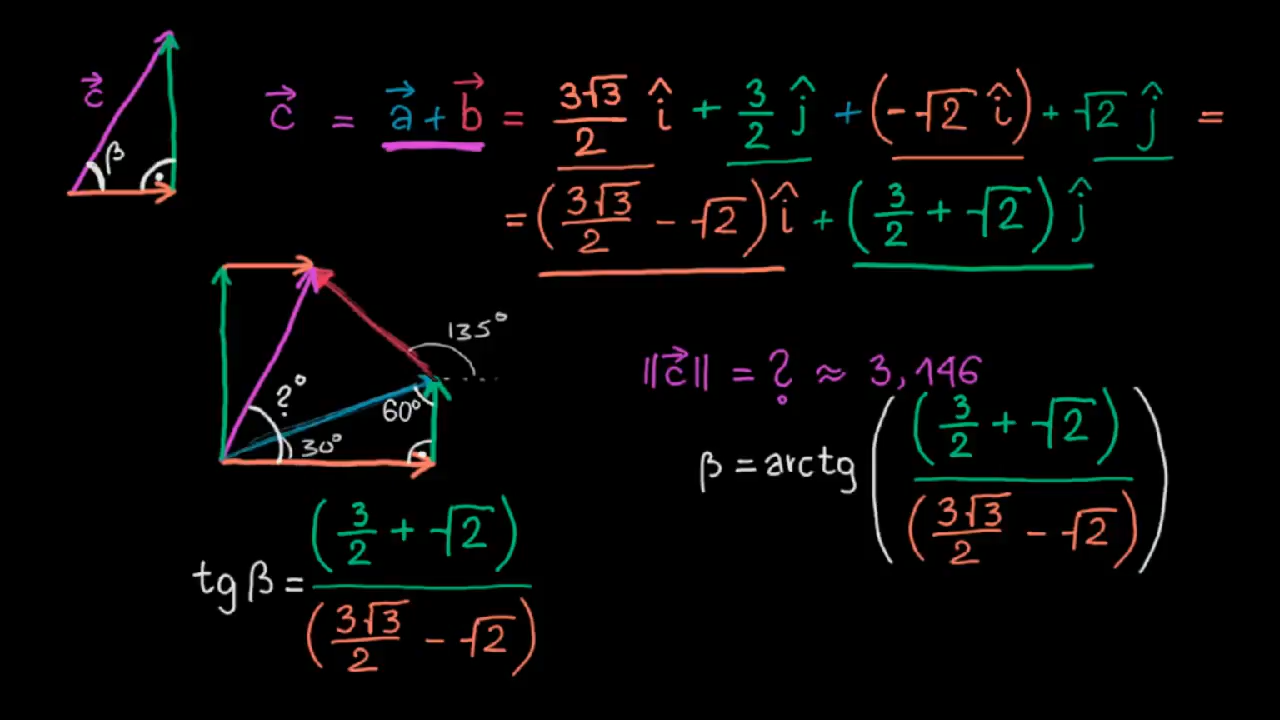 c⃗
β
c⃗ = a⃗ + b⃗ = 3√3/2 î + 3/2 ĵ + (-√2 î) + √2 ĵ =
= (3√3/2 - √2) î + (3/2 + √2) ĵ
135°
?°
60°
30°
||c⃗|| = ? ≈ 3,146
β = arctg ((3/2 + √2) / (3√3/2 - √2))
tg β = (3/2 + √2) / (3√3/2 - √2)